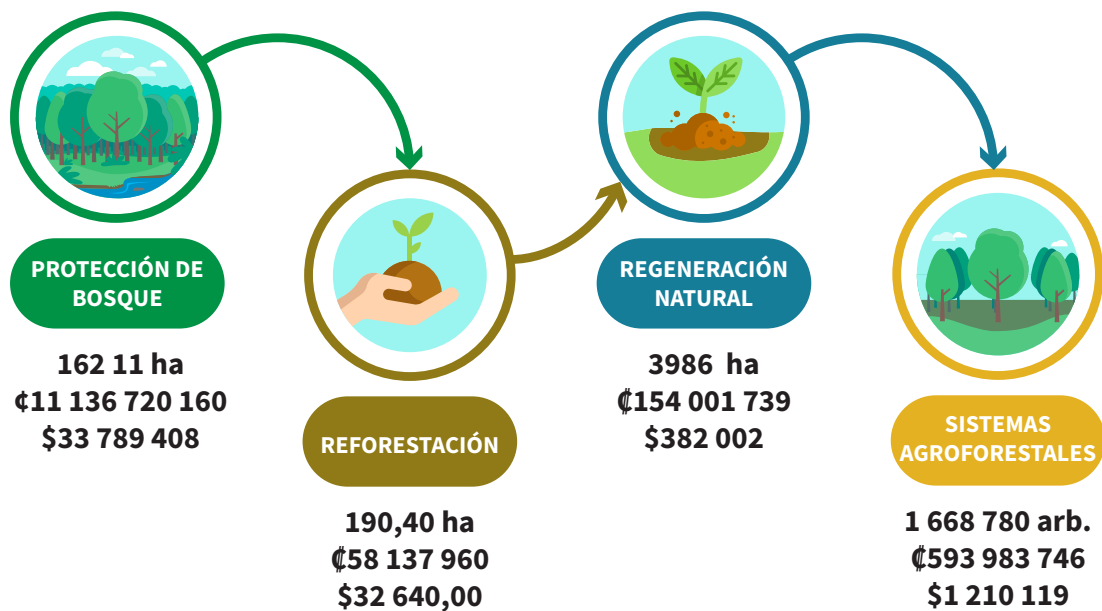 PROTECCIÓN DE
BOSQUE
162 11 ha
¢11 136 720 160
$33 789 408
REFORESTACIÓN
190,40 ha
₡58 137 960
$32 640,00
REGENERACIÓN
NATURAL
3986 ha
₡154 001 739
$382 002
SISTEMAS
AGROFORESTALES
1 668 780 arb.
₡593 983 746
$1 210 119